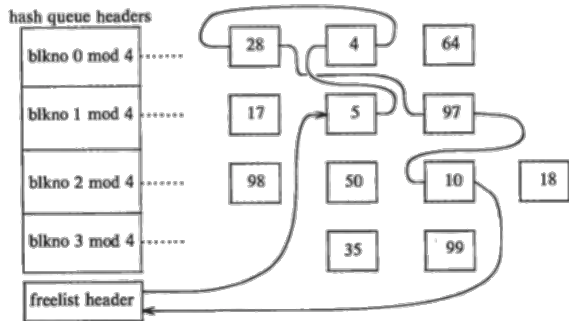 hash queue headers
blkno 0 mod 4 28 4 64
blkno 1 mod 4 17 5 97
blkno 2 mod 4 98 50 10 18
blkno 3 mod 4 35 99
freelist header